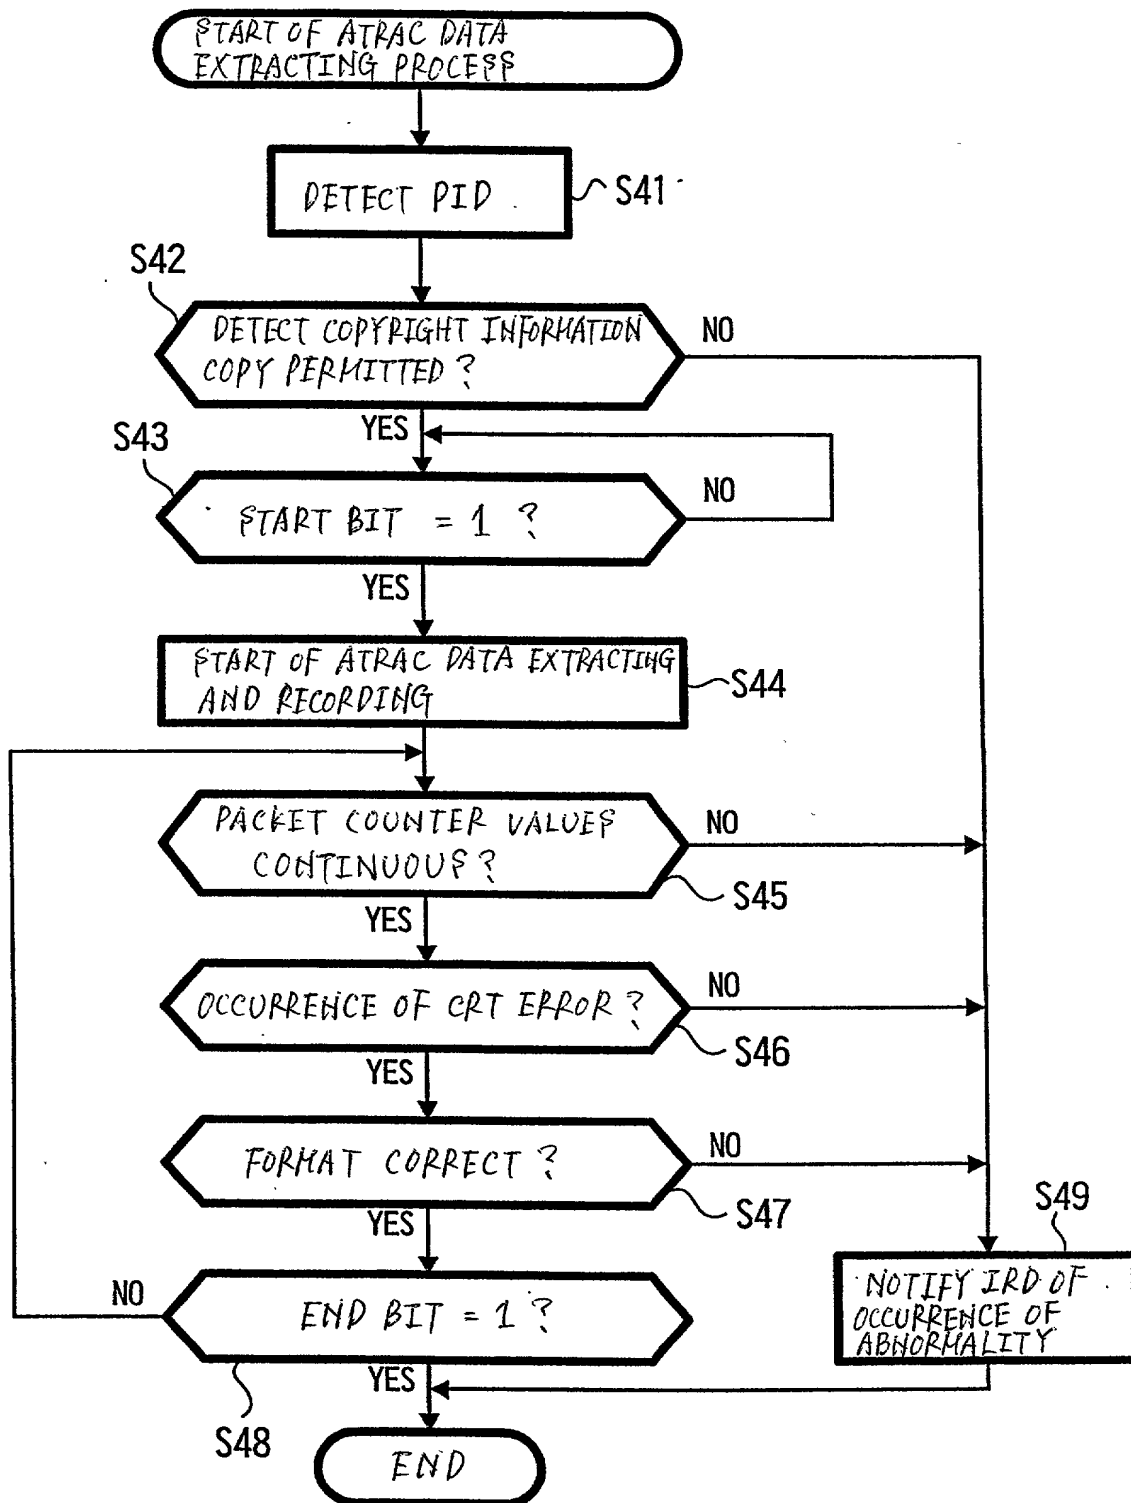 START OF ATRAC DATA
EXTRACTING PROCESS
DETECT PID
S41
S42
DETECT COPYRIGHT INFORMATION
COPY PERMITTED ?
NO
YES
S43
START BIT = 1 ?
NO
YES
START OF ATRAC DATA EXTRACTING
AND RECORDING
S44
PACKET COUNTER VALUES
CONTINUOUS ?
NO
S45
YES
OCCURRENCE OF CRT ERROR ?
NO
S46
YES
FORMAT CORRECT ?
NO
S47
YES
S49
NOTIFY IRD OF
OCCURRENCE OF
ABNORMALITY
NO
END BIT = 1 ?
YES
S48
END